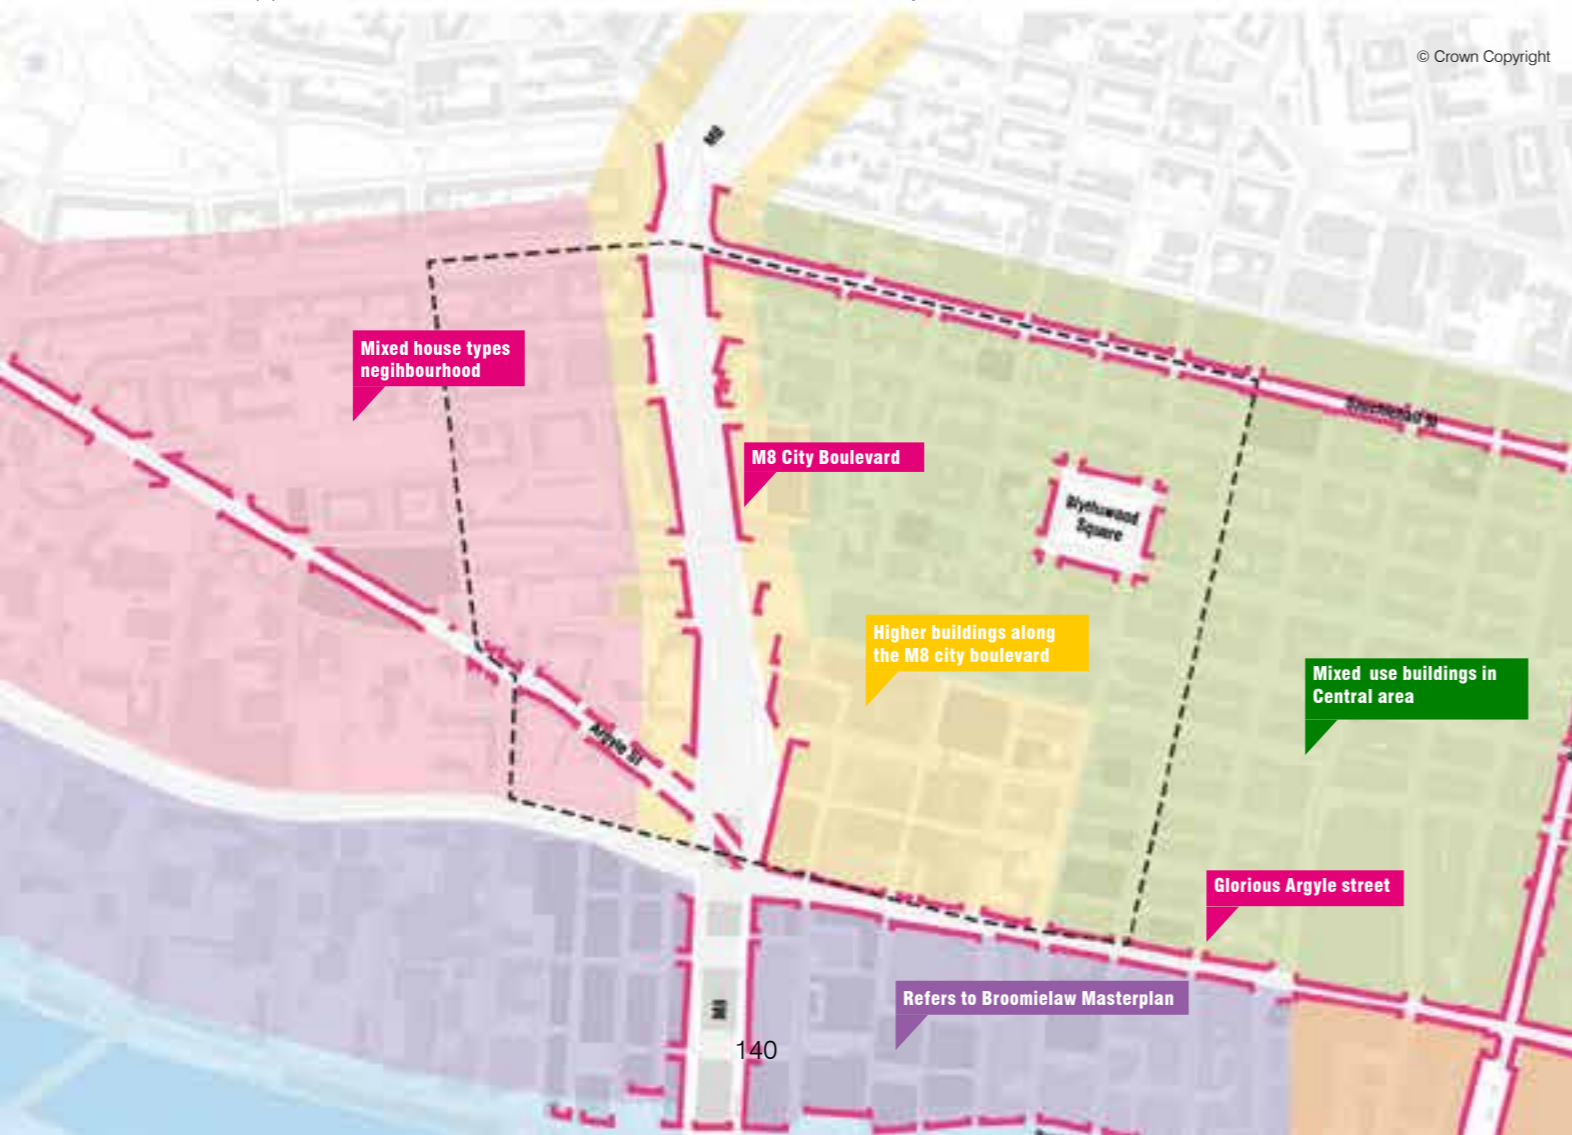 © Crown Copyright
M8
Mixed house types
negihbourhood
M8 City Boulevard
Blythswood
Square
Higher buildings along
the M8 city boulevard
Mixed use buildings in
Central area
Argyle St
Glorious Argyle street
Refers to Broomielaw Masterplan
M8
140